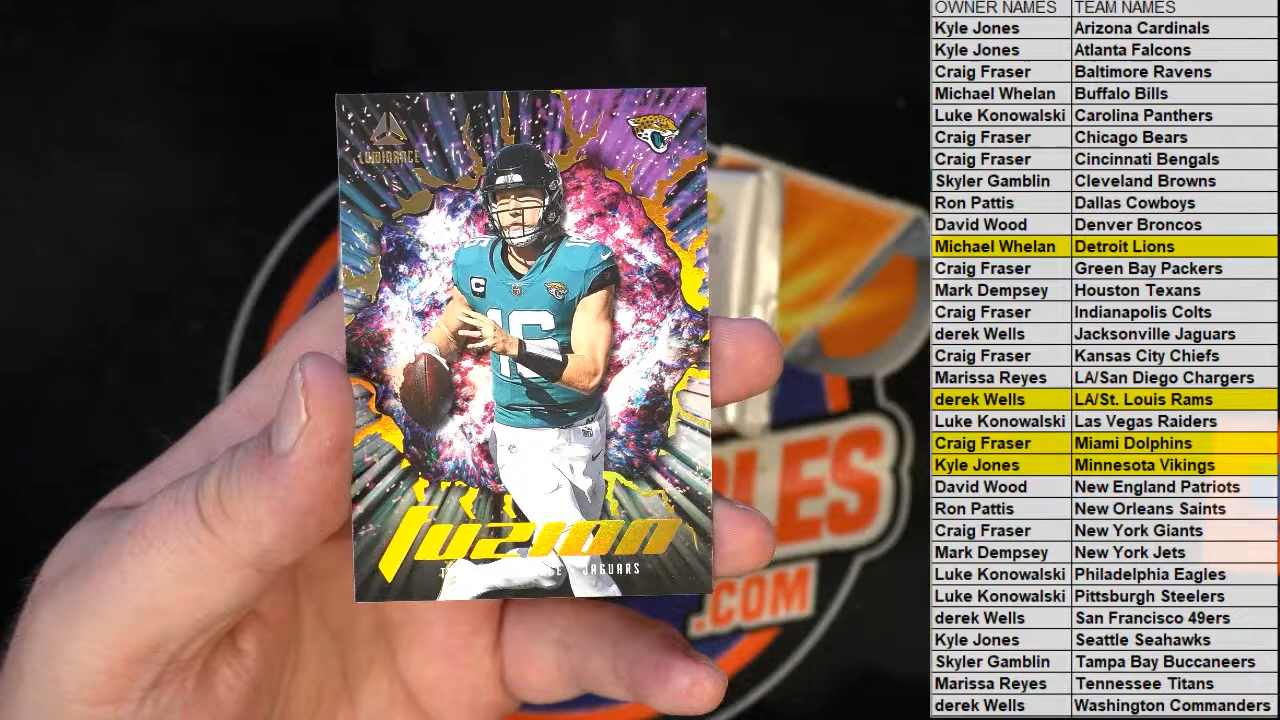 OWNER NAMES TEAM NAMES
Kyle Jones Arizona Cardinals
Kyle Jones Atlanta Falcons
Craig Fraser Baltimore Ravens
Michael Whelan Buffalo Bills
Luke Konowalski Carolina Panthers
Craig Fraser Chicago Bears
Craig Fraser Cincinnati Bengals
Skyler Gamblin Cleveland Browns
Ron Pattis Dallas Cowboys
David Wood Denver Broncos
Michael Whelan Detroit Lions
Craig Fraser Green Bay Packers
Mark Dempsey Houston Texans
Craig Fraser Indianapolis Colts
derek Wells Jacksonville Jaguars
Craig Fraser Kansas City Chiefs
Marissa Reyes LA/San Diego Chargers
derek Wells LA/St. Louis Rams
Luke Konowalski Las Vegas Raiders
Craig Fraser Miami Dolphins
Kyle Jones Minnesota Vikings
David Wood New England Patriots
Ron Pattis New Orleans Saints
Craig Fraser New York Giants
Mark Dempsey New York Jets
Luke Konowalski Philadelphia Eagles
Luke Konowalski Pittsburgh Steelers
derek Wells San Francisco 49ers
Kyle Jones Seattle Seahawks
Skyler Gamblin Tampa Bay Buccaneers
Marissa Reyes Tennessee Titans
derek Wells Washington Commanders
LUMINANCE
C
16
fuzion
JAGUARS
.COM